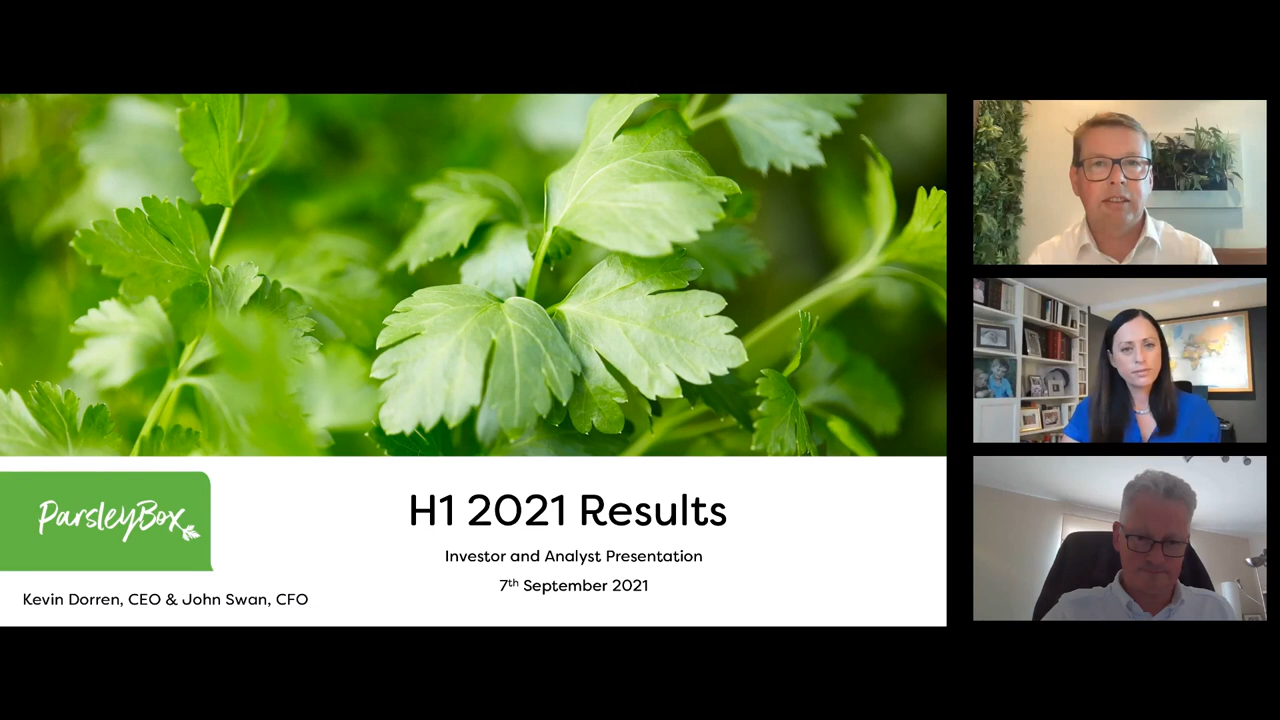 ParsleyBox
H1 2021 Results
Investor and Analyst Presentation
7th September 2021
Kevin Dorren, CEO & John Swan, CFO